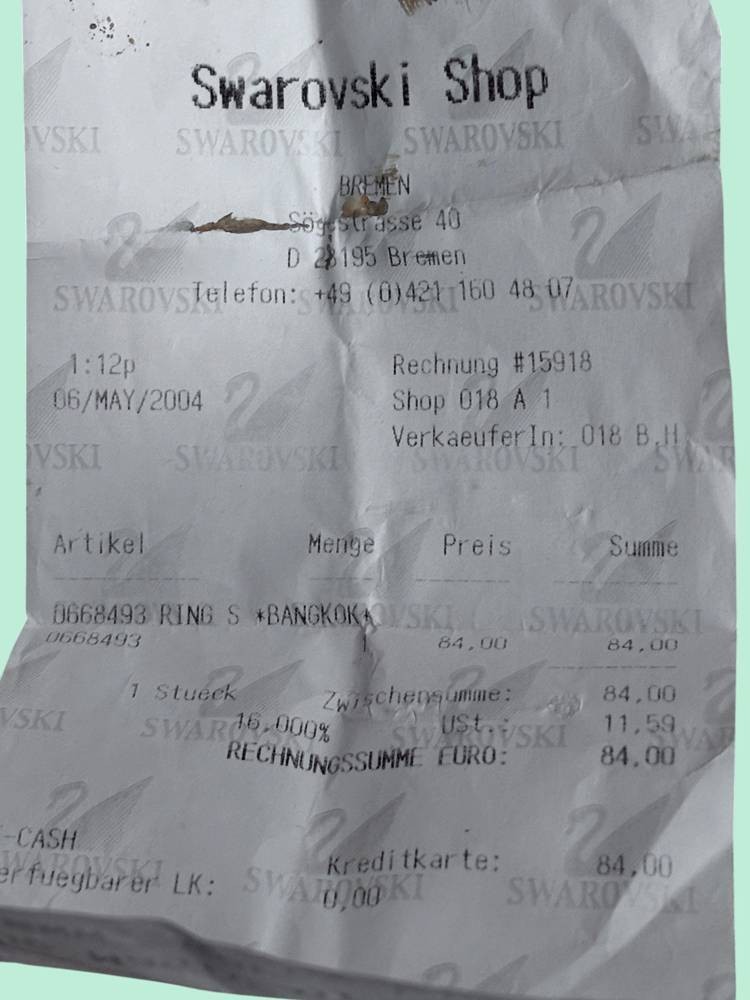 Swarovski Shop
BREMEN
Sögestrasse 40
D 28195 Bremen
Telefon: +49 (0)421 160 48 07
1:12p Rechnung #15918
06/MAY/2004 Shop 018 A 1
VerkaeuferIn: 018 B.H
Artikel Menge Preis Summe
0668493 RING S *BANGKOK*
0668493 1 84,00 84,00
1 Stueck Zwischensumme: 84,00
16,000% USt.: 11,59
RECHNUNGSSUMME EURO: 84,00
-CASH Kreditkarte: 84,00
erfuegbarer LK: 0,00